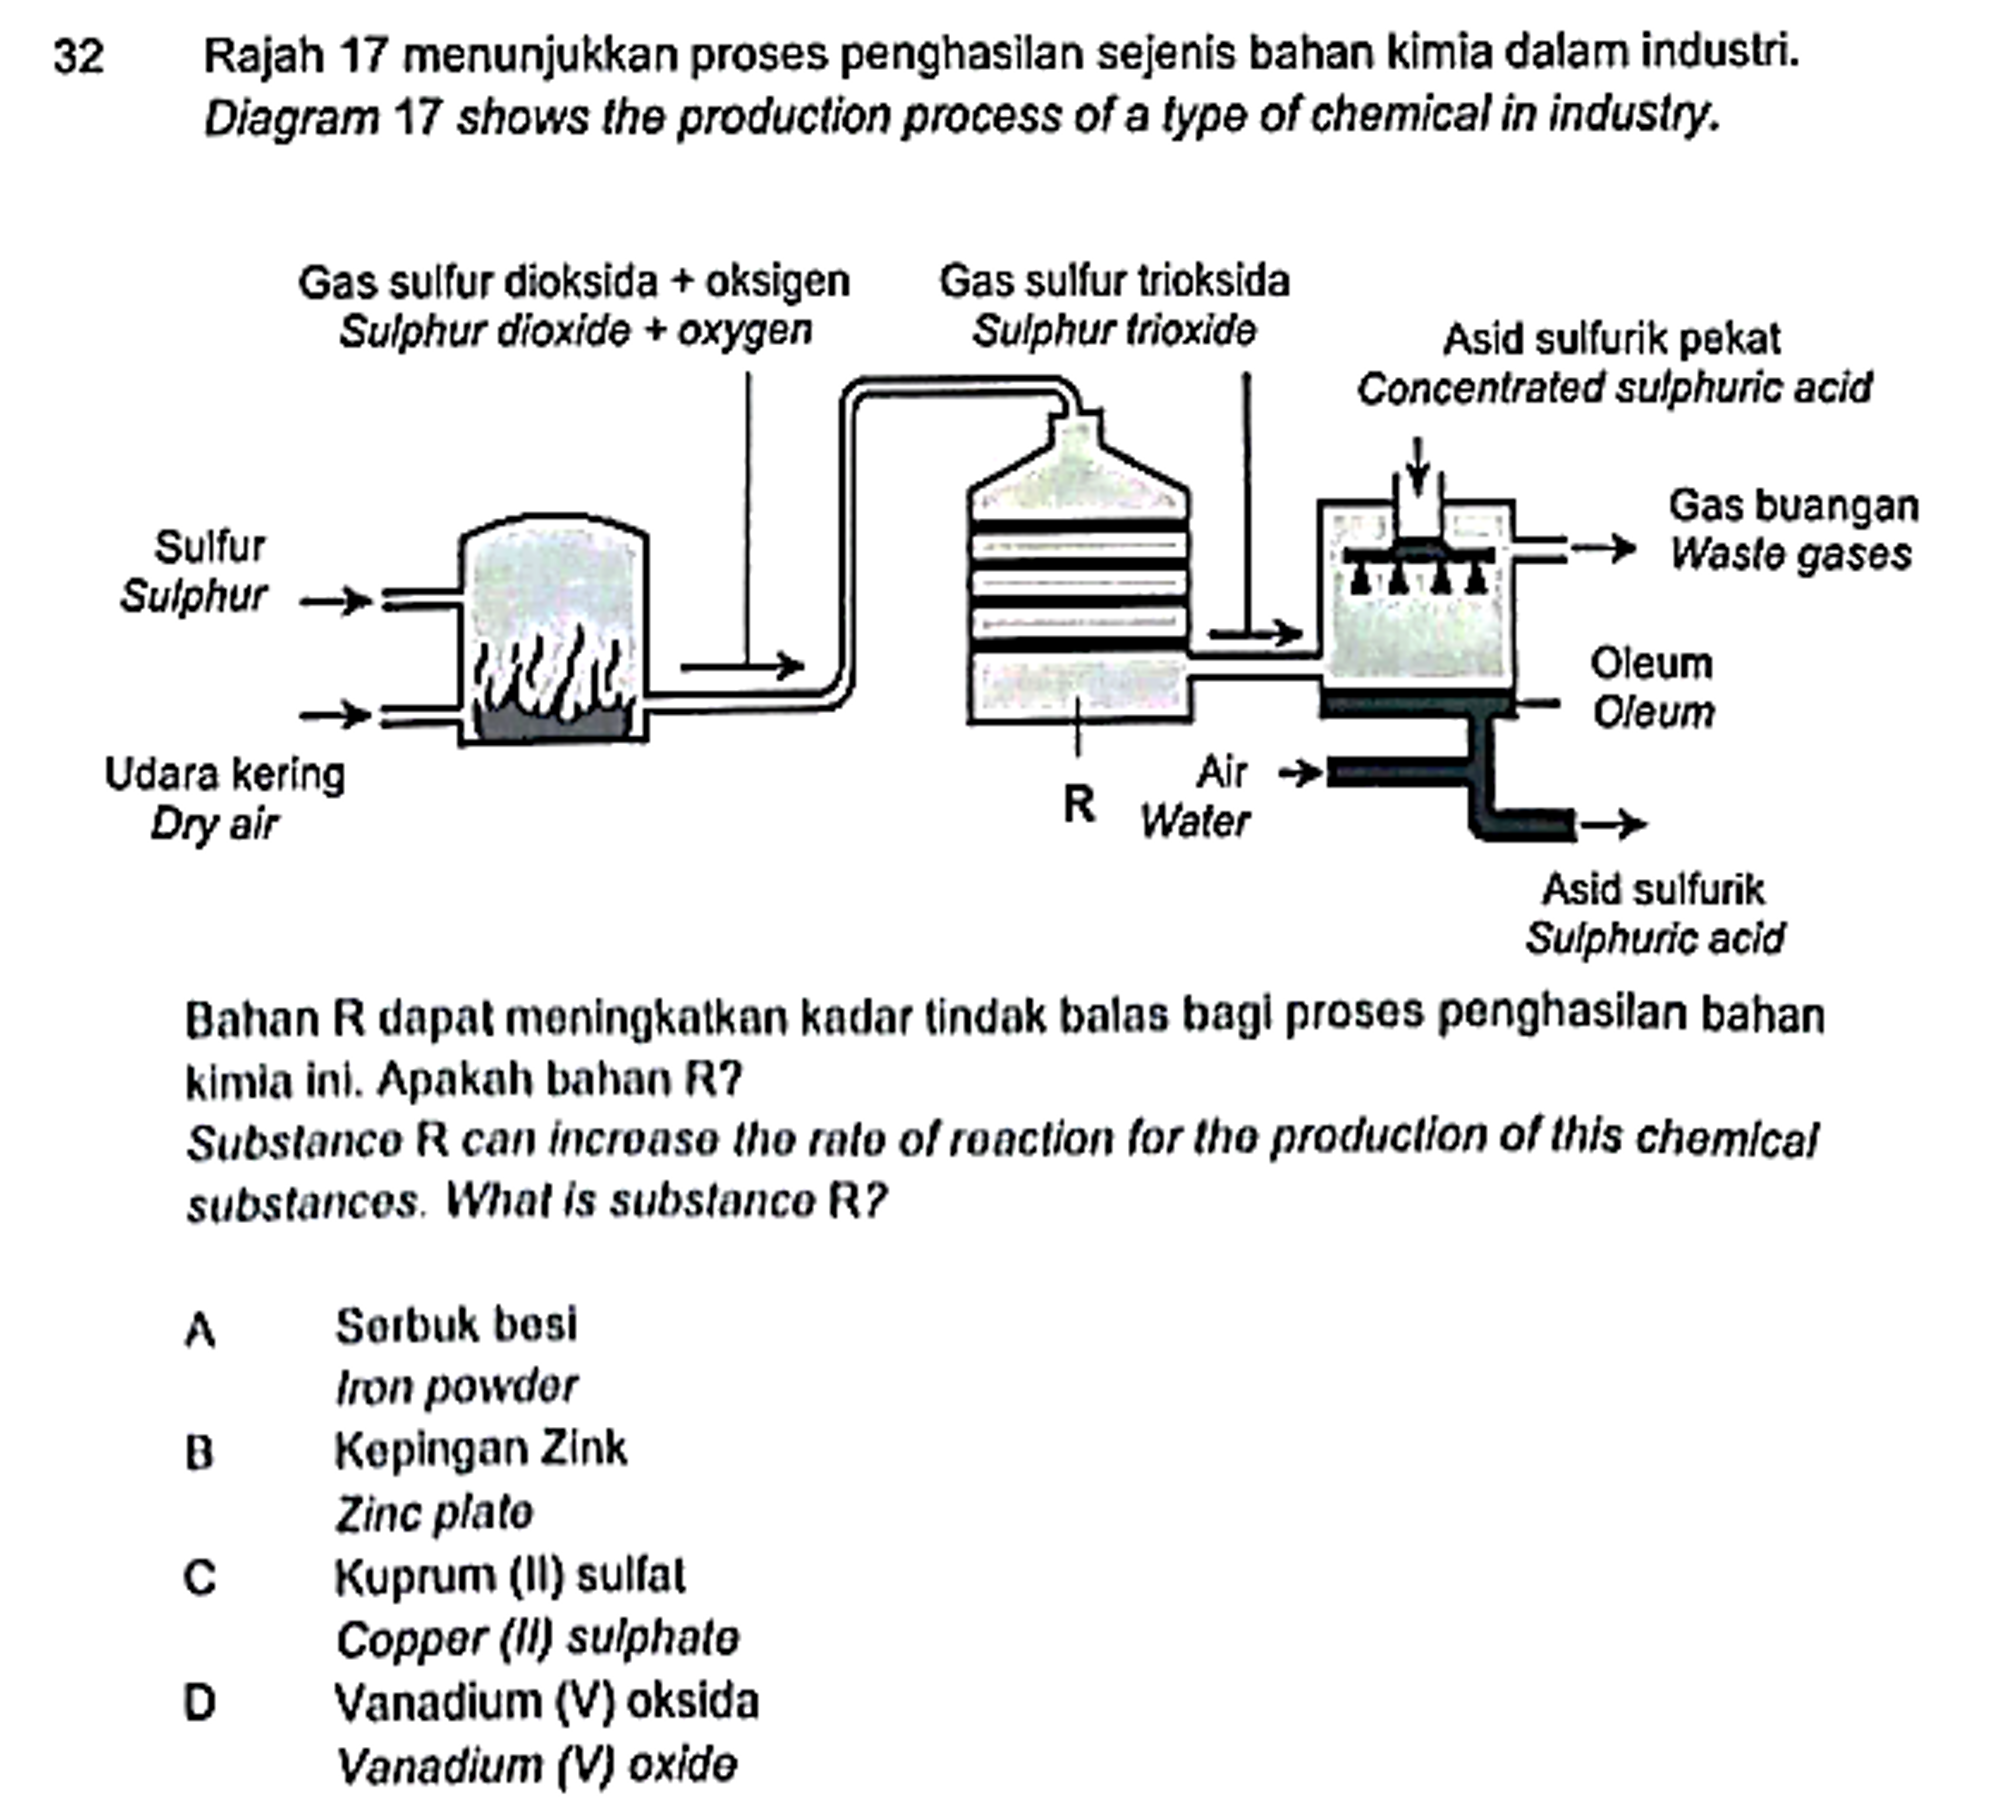 32 Rajah 17 menunjukkan proses penghasilan sejenis bahan kimia dalam industri.
Diagram 17 shows the production process of a type of chemical in industry.
Gas sulfur dioksida + oksigen
Sulphur dioxide + oxygen
Gas sulfur trioksida
Sulphur trioxide
Asid sulfurik pekat
Concentrated sulphuric acid
Gas buangan
Waste gases
Sulfur
Sulphur
Oleum
Oleum
Udara kering
Dry air
R
Air
Water
Asid sulfurik
Sulphuric acid
Bahan R dapat meningkatkan kadar tindak balas bagi proses penghasilan bahan
kimia ini. Apakah bahan R?
Substance R can increase the rate of reaction for the production of this chemical
substances. What is substance R?
A Serbuk besi
Iron powder
B Kepingan Zink
Zinc plate
C Kuprum (II) sulfat
Copper (II) sulphate
D Vanadium (V) oksida
Vanadium (V) oxide